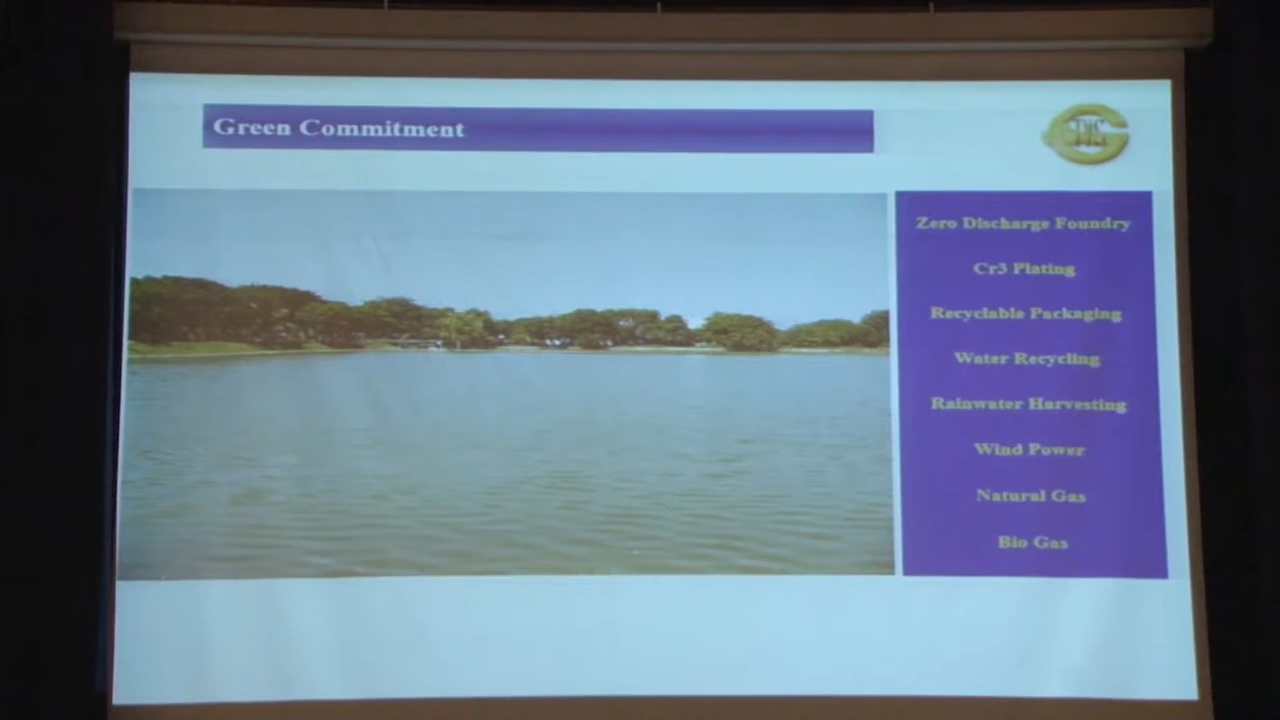 Green Commitment
Zero Discharge Foundry
Cr3 Plating
Recyclable Packaging
Water Recycling
Rainwater Harvesting
Wind Power
Natural Gas
Bio Gas